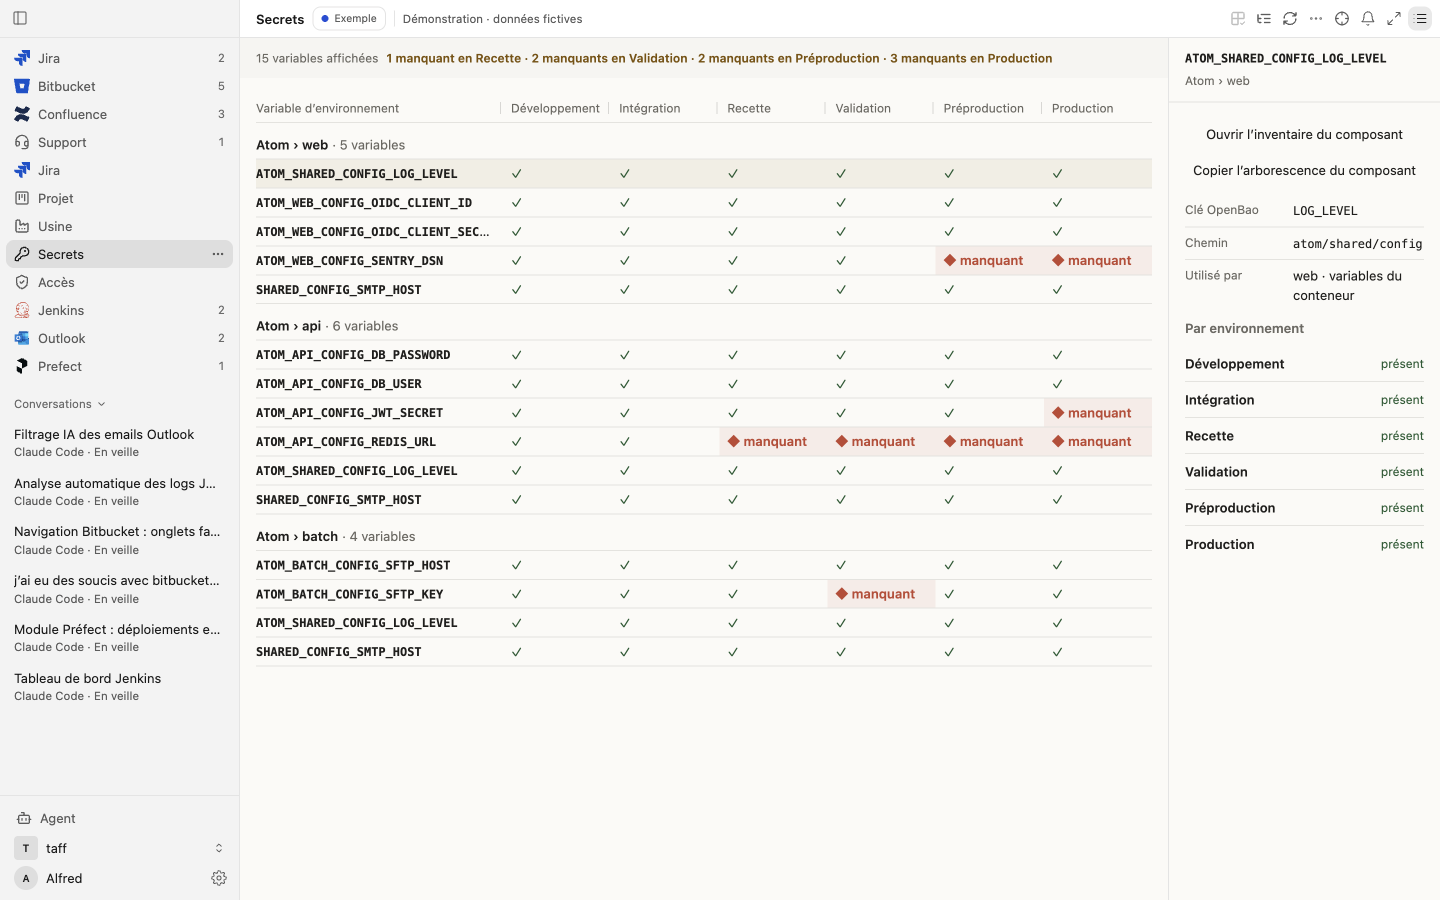 Secrets
Exemple
Démonstration · données fictives
Jira 2
Bitbucket 5
Confluence 3
Support 1
Jira
Projet
Usine
Secrets
Accès
Jenkins 2
Outlook 2
Prefect 1
Conversations
Filtrage IA des emails Outlook
Claude Code · En veille
Analyse automatique des logs J…
Claude Code · En veille
Navigation Bitbucket : onglets fa…
Claude Code · En veille
j’ai eu des soucis avec bitbucket…
Claude Code · En veille
Module Préfect : déploiements e…
Claude Code · En veille
Tableau de bord Jenkins
Claude Code · En veille
Agent
T taff
A Alfred
15 variables affichées 1 manquant en Recette · 2 manquants en Validation · 2 manquants en Préproduction · 3 manquants en Production
Variable d’environnement Développement Intégration Recette Validation Préproduction Production
Atom › web · 5 variables
ATOM_SHARED_CONFIG_LOG_LEVEL ✓ ✓ ✓ ✓ ✓ ✓
ATOM_WEB_CONFIG_OIDC_CLIENT_ID ✓ ✓ ✓ ✓ ✓ ✓
ATOM_WEB_CONFIG_OIDC_CLIENT_SEC… ✓ ✓ ✓ ✓ ✓ ✓
ATOM_WEB_CONFIG_SENTRY_DSN ✓ ✓ ✓ ✓ ◆ manquant ◆ manquant
SHARED_CONFIG_SMTP_HOST ✓ ✓ ✓ ✓ ✓ ✓
Atom › api · 6 variables
ATOM_API_CONFIG_DB_PASSWORD ✓ ✓ ✓ ✓ ✓ ✓
ATOM_API_CONFIG_DB_USER ✓ ✓ ✓ ✓ ✓ ✓
ATOM_API_CONFIG_JWT_SECRET ✓ ✓ ✓ ✓ ✓ ◆ manquant
ATOM_API_CONFIG_REDIS_URL ✓ ✓ ◆ manquant ◆ manquant ◆ manquant ◆ manquant
ATOM_SHARED_CONFIG_LOG_LEVEL ✓ ✓ ✓ ✓ ✓ ✓
SHARED_CONFIG_SMTP_HOST ✓ ✓ ✓ ✓ ✓ ✓
Atom › batch · 4 variables
ATOM_BATCH_CONFIG_SFTP_HOST ✓ ✓ ✓ ✓ ✓ ✓
ATOM_BATCH_CONFIG_SFTP_KEY ✓ ✓ ✓ ◆ manquant ✓ ✓
ATOM_SHARED_CONFIG_LOG_LEVEL ✓ ✓ ✓ ✓ ✓ ✓
SHARED_CONFIG_SMTP_HOST ✓ ✓ ✓ ✓ ✓ ✓
ATOM_SHARED_CONFIG_LOG_LEVEL
Atom › web
Ouvrir l’inventaire du composant
Copier l’arborescence du composant
Clé OpenBao LOG_LEVEL
Chemin atom/shared/config
Utilisé par web · variables du
conteneur
Par environnement
Développement présent
Intégration présent
Recette présent
Validation présent
Préproduction présent
Production présent